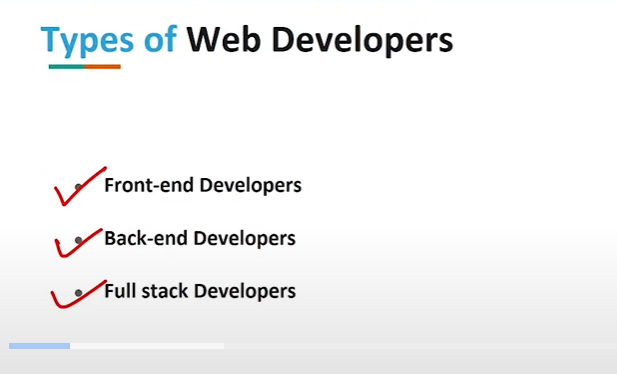 Types of Web Developers
Front-end Developers
Back-end Developers
Full stack Developers